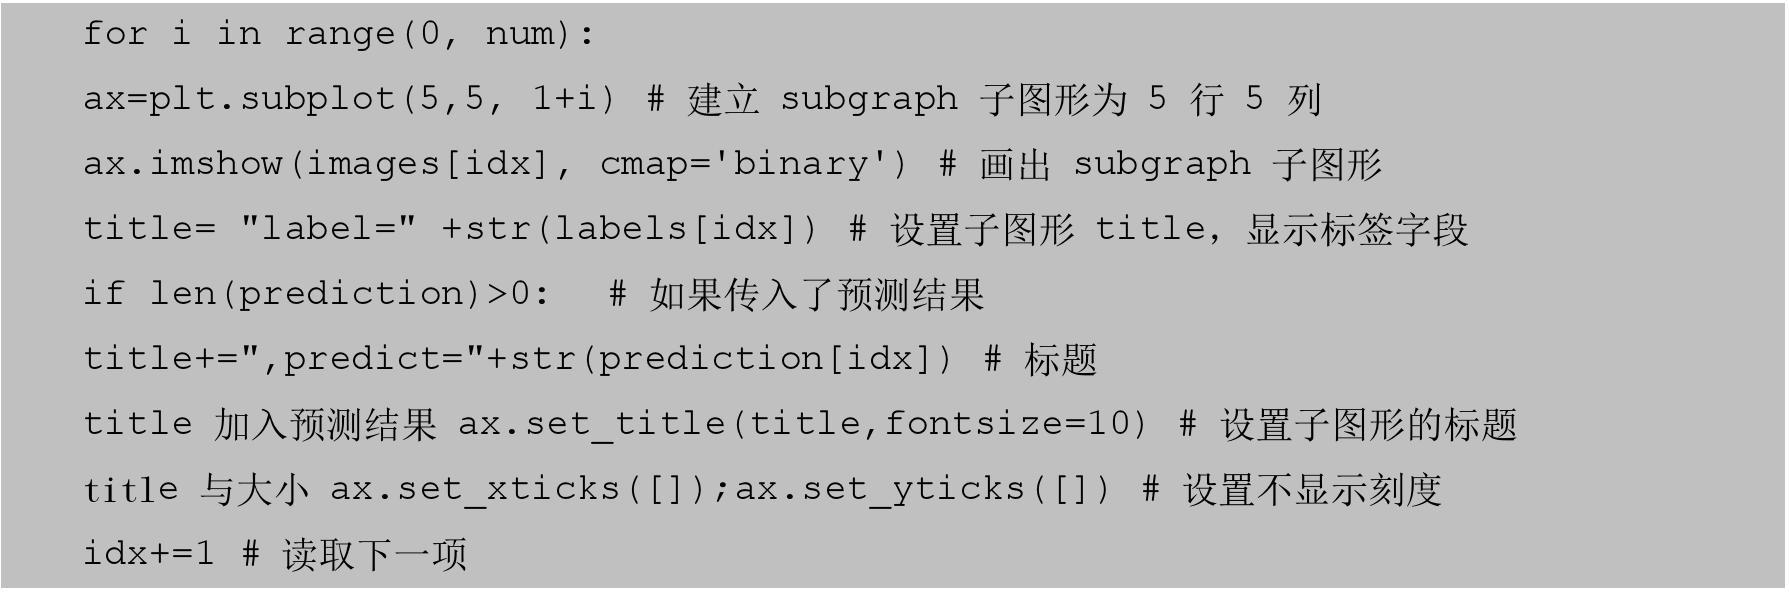 for i in range(0, num):
ax=plt.subplot(5,5, 1+i) # 建立 subgraph 子图形为 5 行 5 列
ax.imshow(images[idx], cmap='binary') # 画出 subgraph 子图形
title= "label=" +str(labels[idx]) # 设置子图形 title，显示标签字段
if len(prediction)>0: # 如果传入了预测结果
title+=",predict="+str(prediction[idx]) # 标题
title 加入预测结果 ax.set_title(title,fontsize=10) # 设置子图形的标题
title 与大小 ax.set_xticks([]);ax.set_yticks([]) # 设置不显示刻度
idx+=1 # 读取下一项